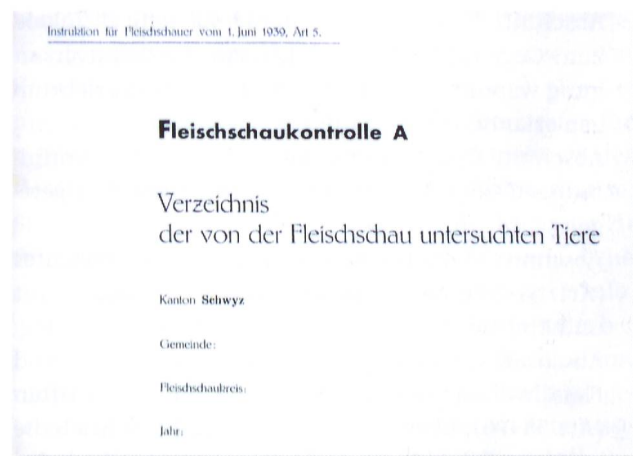 Instruktion für Fleischschauer vom 1. Juni 1939, Art 5.
Fleischschaukontrolle A
Verzeichnis
der von der Fleischschau untersuchten Tiere
Kanton Schwyz
Gemeinde:
Fleischschaukreis:
Jahr: